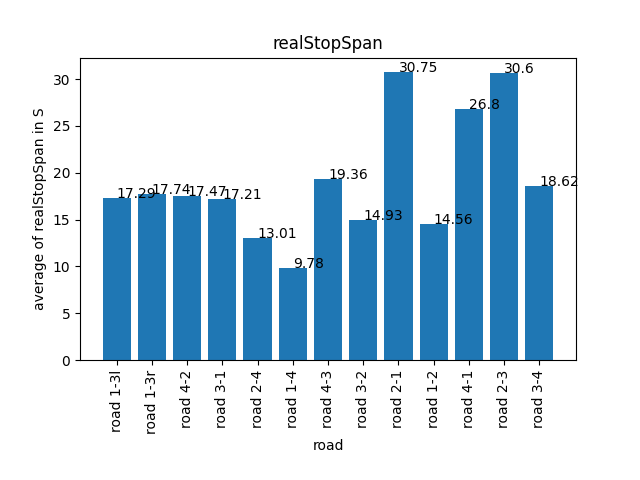 realStopSpan
average of realStopSpan in S
30
25
20
15
10
5
0
17.29
17.74
17.47
17.21
13.01
9.78
19.36
14.93
30.75
14.56
26.8
30.6
18.62
road 1-3l
road 1-3r
road 4-2
road 3-1
road 2-4
road 1-4
road 4-3
road 3-2
road 2-1
road 1-2
road 4-1
road 2-3
road 3-4
road